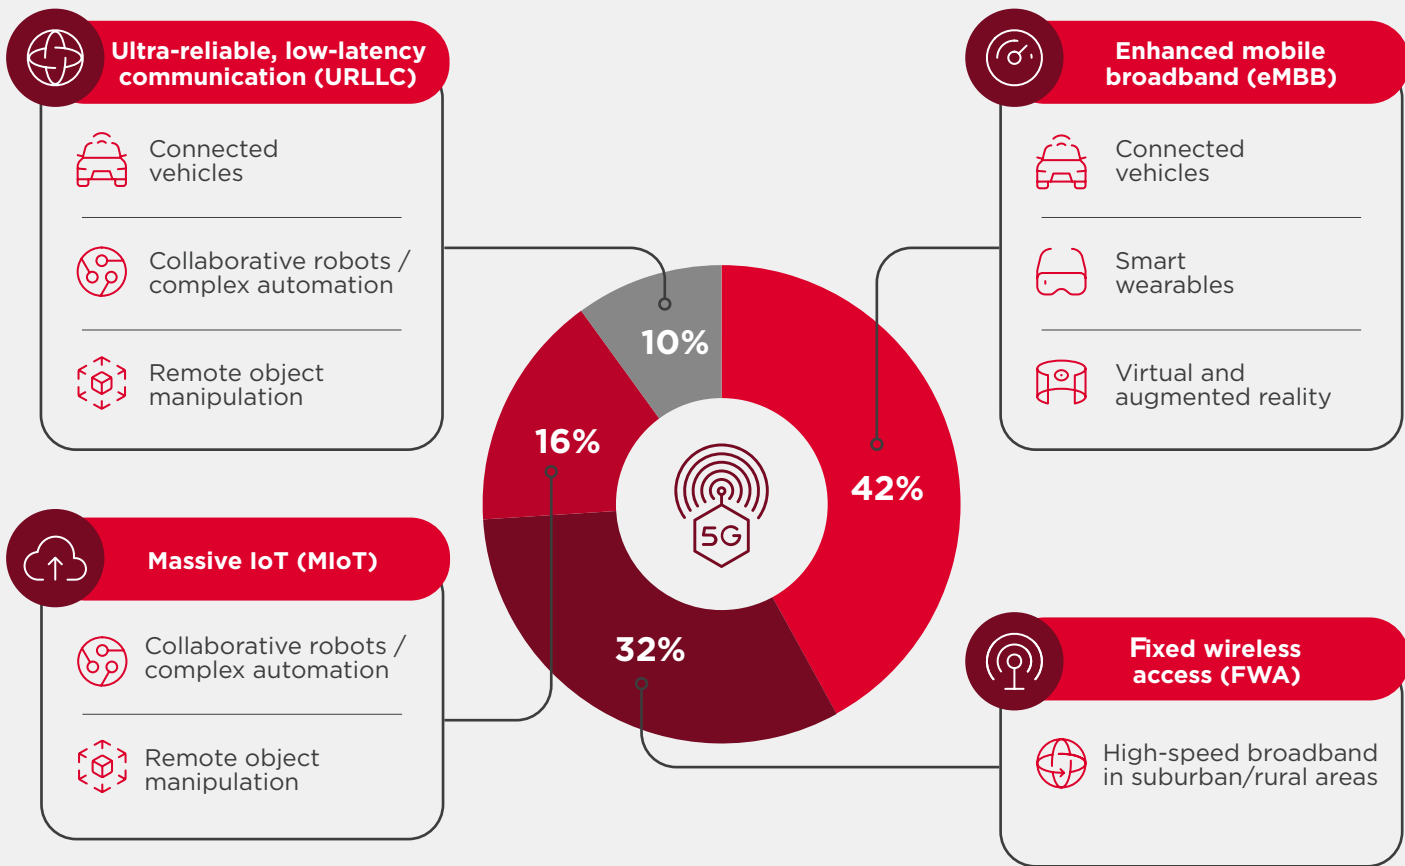 Ultra-reliable, low-latency
communication (URLLC)
Connected
vehicles
Collaborative robots /
complex automation
Remote object
manipulation
Enhanced mobile
broadband (eMBB)
Connected
vehicles
Smart
wearables
Virtual and
augmented reality
10%
16%
42%
32%
5G
Massive IoT (MIoT)
Collaborative robots /
complex automation
Remote object
manipulation
Fixed wireless
access (FWA)
High-speed broadband
in suburban/rural areas